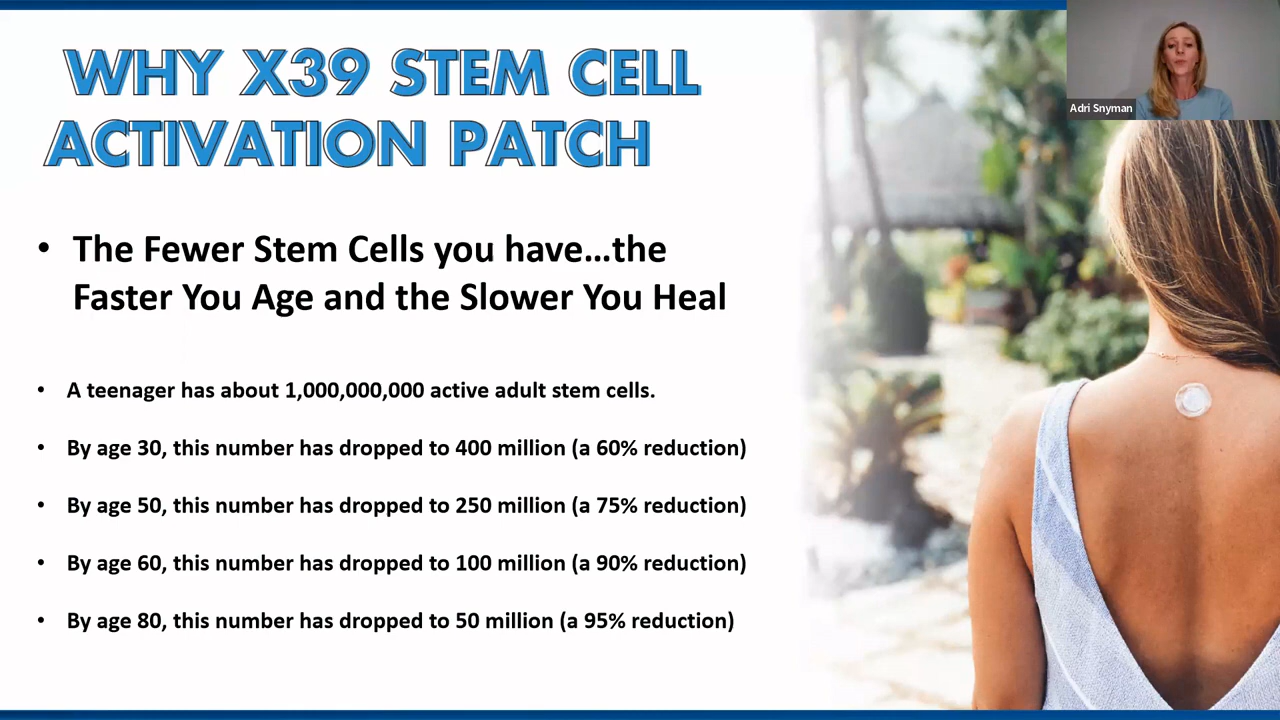 WHY X39 STEM CELL
ACTIVATION PATCH
Adri Snyman
• The Fewer Stem Cells you have...the
Faster You Age and the Slower You Heal
• A teenager has about 1,000,000,000 active adult stem cells.
• By age 30, this number has dropped to 400 million (a 60% reduction)
• By age 50, this number has dropped to 250 million (a 75% reduction)
• By age 60, this number has dropped to 100 million (a 90% reduction)
• By age 80, this number has dropped to 50 million (a 95% reduction)